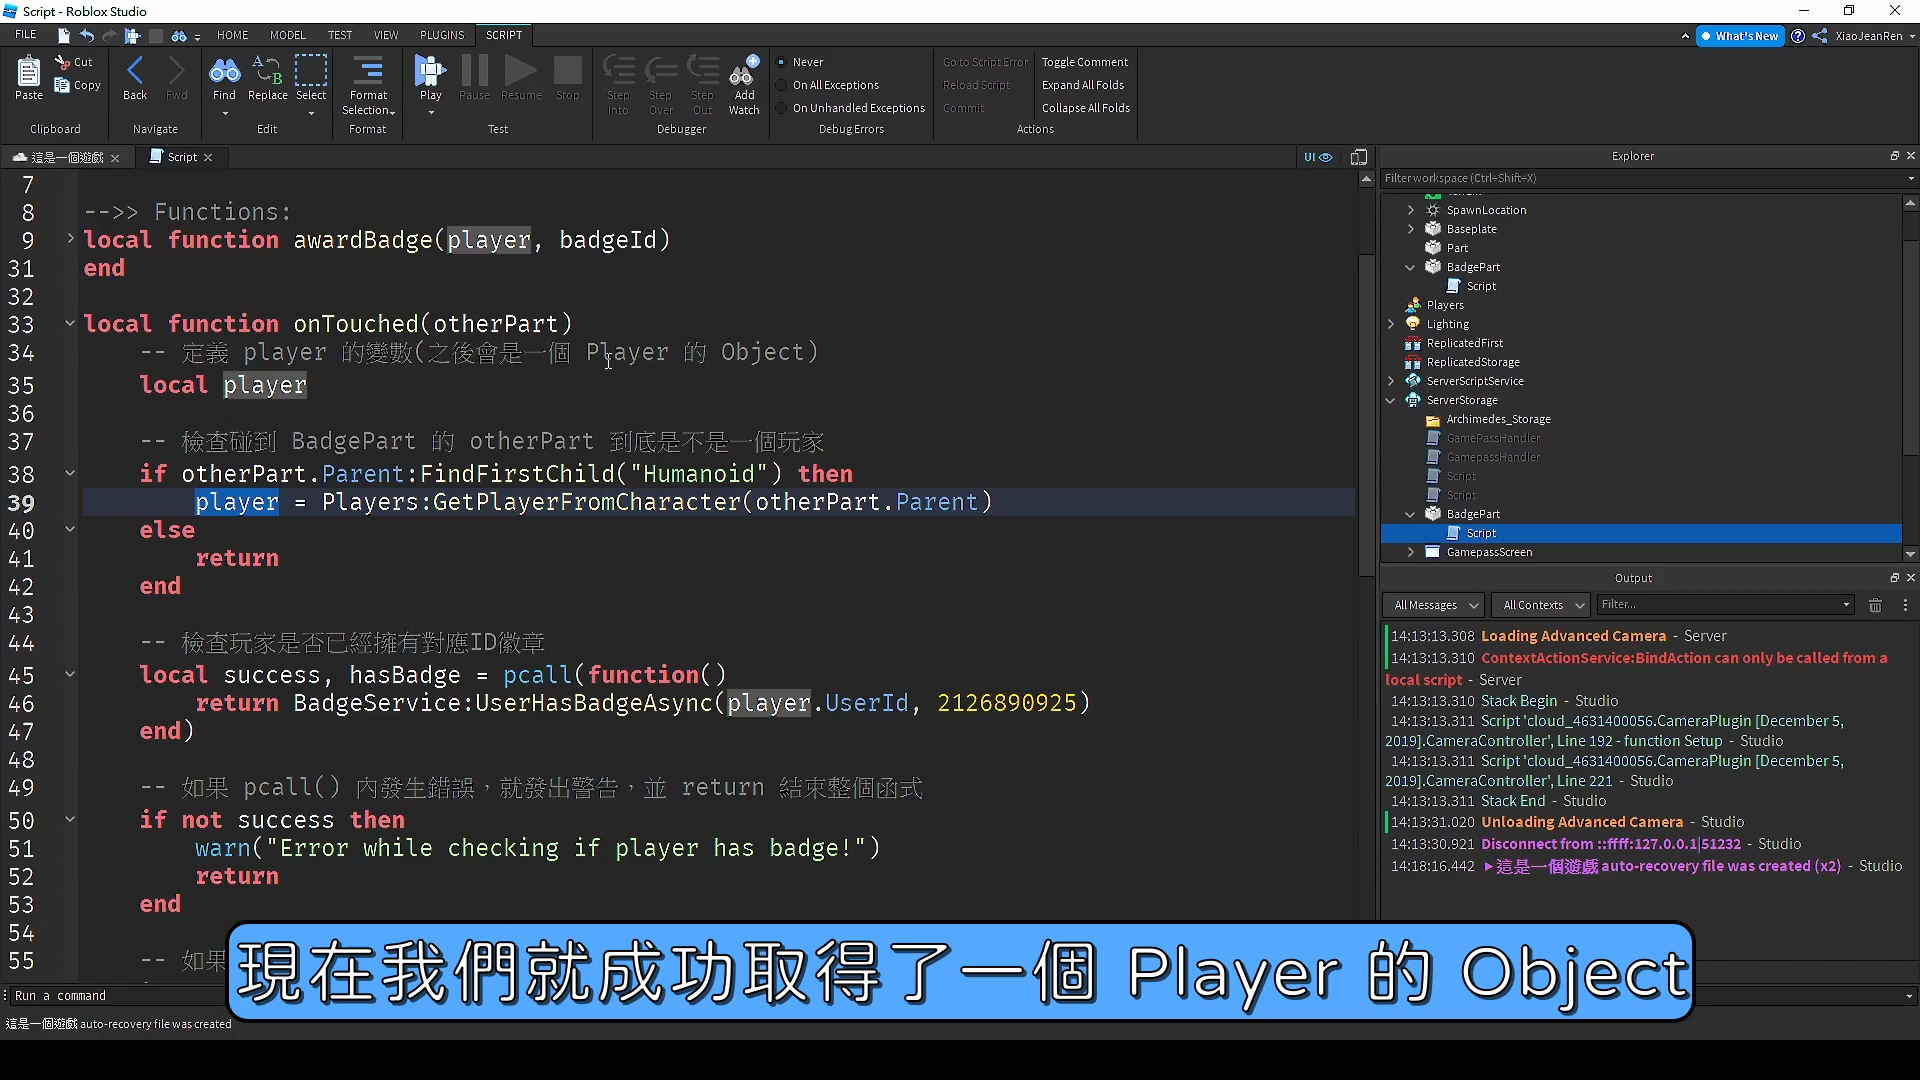 Script - Roblox Studio
FILE HOME MODEL TEST VIEW PLUGINS SCRIPT What's New XiaoJeanRen
Paste Cut Copy Clipboard
Back Fwd Navigate
Find Replace Select Edit
Format Selection Format
Play Pause Resume Stop Test
Step Into Step Over Step Out Add Watch Debugger
Never
On All Exceptions
On Unhandled Exceptions
Debug Errors
Go to Script Error Toggle Comment
Reload Script Expand All Folds
Commit Collapse All Folds
Actions
這是一個遊戲 Script UI
7
8 -->> Functions:
9 local function awardBadge(player, badgeId)
31 end
32
33 local function onTouched(otherPart)
34 -- 定義 player 的變數(之後會是一個 Player 的 Object)
35 local player
36
37 -- 檢查碰到 BadgePart 的 otherPart 到底是不是一個玩家
38 if otherPart.Parent:FindFirstChild("Humanoid") then
39 player = Players:GetPlayerFromCharacter(otherPart.Parent)
40 else
41 return
42 end
43
44 -- 檢查玩家是否已經擁有對應ID徽章
45 local success, hasBadge = pcall(function()
46 return BadgeService:UserHasBadgeAsync(player.UserId, 2126890925)
47 end)
48
49 -- 如果 pcall() 內發生錯誤，就發出警告，並 return 結束整個函式
50 if not success then
51 warn("Error while checking if player has badge!")
52 return
53 end
54
55 -- 如果
Explorer
Filter workspace (Ctrl+Shift+X)
SpawnLocation
Baseplate
Part
BadgePart
Script
Players
Lighting
ReplicatedFirst
ReplicatedStorage
ServerScriptService
ServerStorage
Archimedes_Storage
GamePassHandler
GamepassHandler
Script
Script
BadgePart
Script
GamepassScreen
Output
All Messages All Contexts Filter...
14:13:13.308 Loading Advanced Camera - Server
14:13:13.310 ContextActionService:BindAction can only be called from a
local script - Server
14:13:13.310 Stack Begin - Studio
14:13:13.311 Script 'cloud_4631400056.CameraPlugin [December 5,
2019].CameraController', Line 192 - function Setup - Studio
14:13:13.311 Script 'cloud_4631400056.CameraPlugin [December 5,
2019].CameraController', Line 221 - Studio
14:13:13.311 Stack End - Studio
14:13:31.020 Unloading Advanced Camera - Studio
14:13:30.921 Disconnect from ::ffff:127.0.0.1|51232 - Studio
14:18:16.442 這是一個遊戲 auto-recovery file was created (x2) - Studio
現在我們就成功取得了一個 Player 的 Object
Run a command
這是一個遊戲 auto-recovery file was created